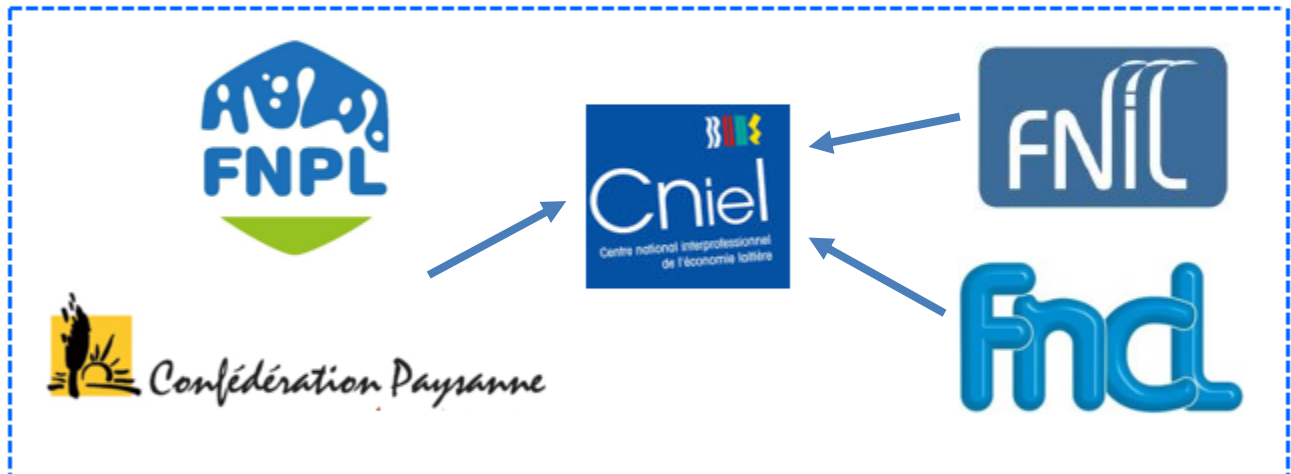 FNPL
Cniel
Centre national interprofessionnel
de l'économie laitière
FNIL
FNCL
Confédération Paysanne